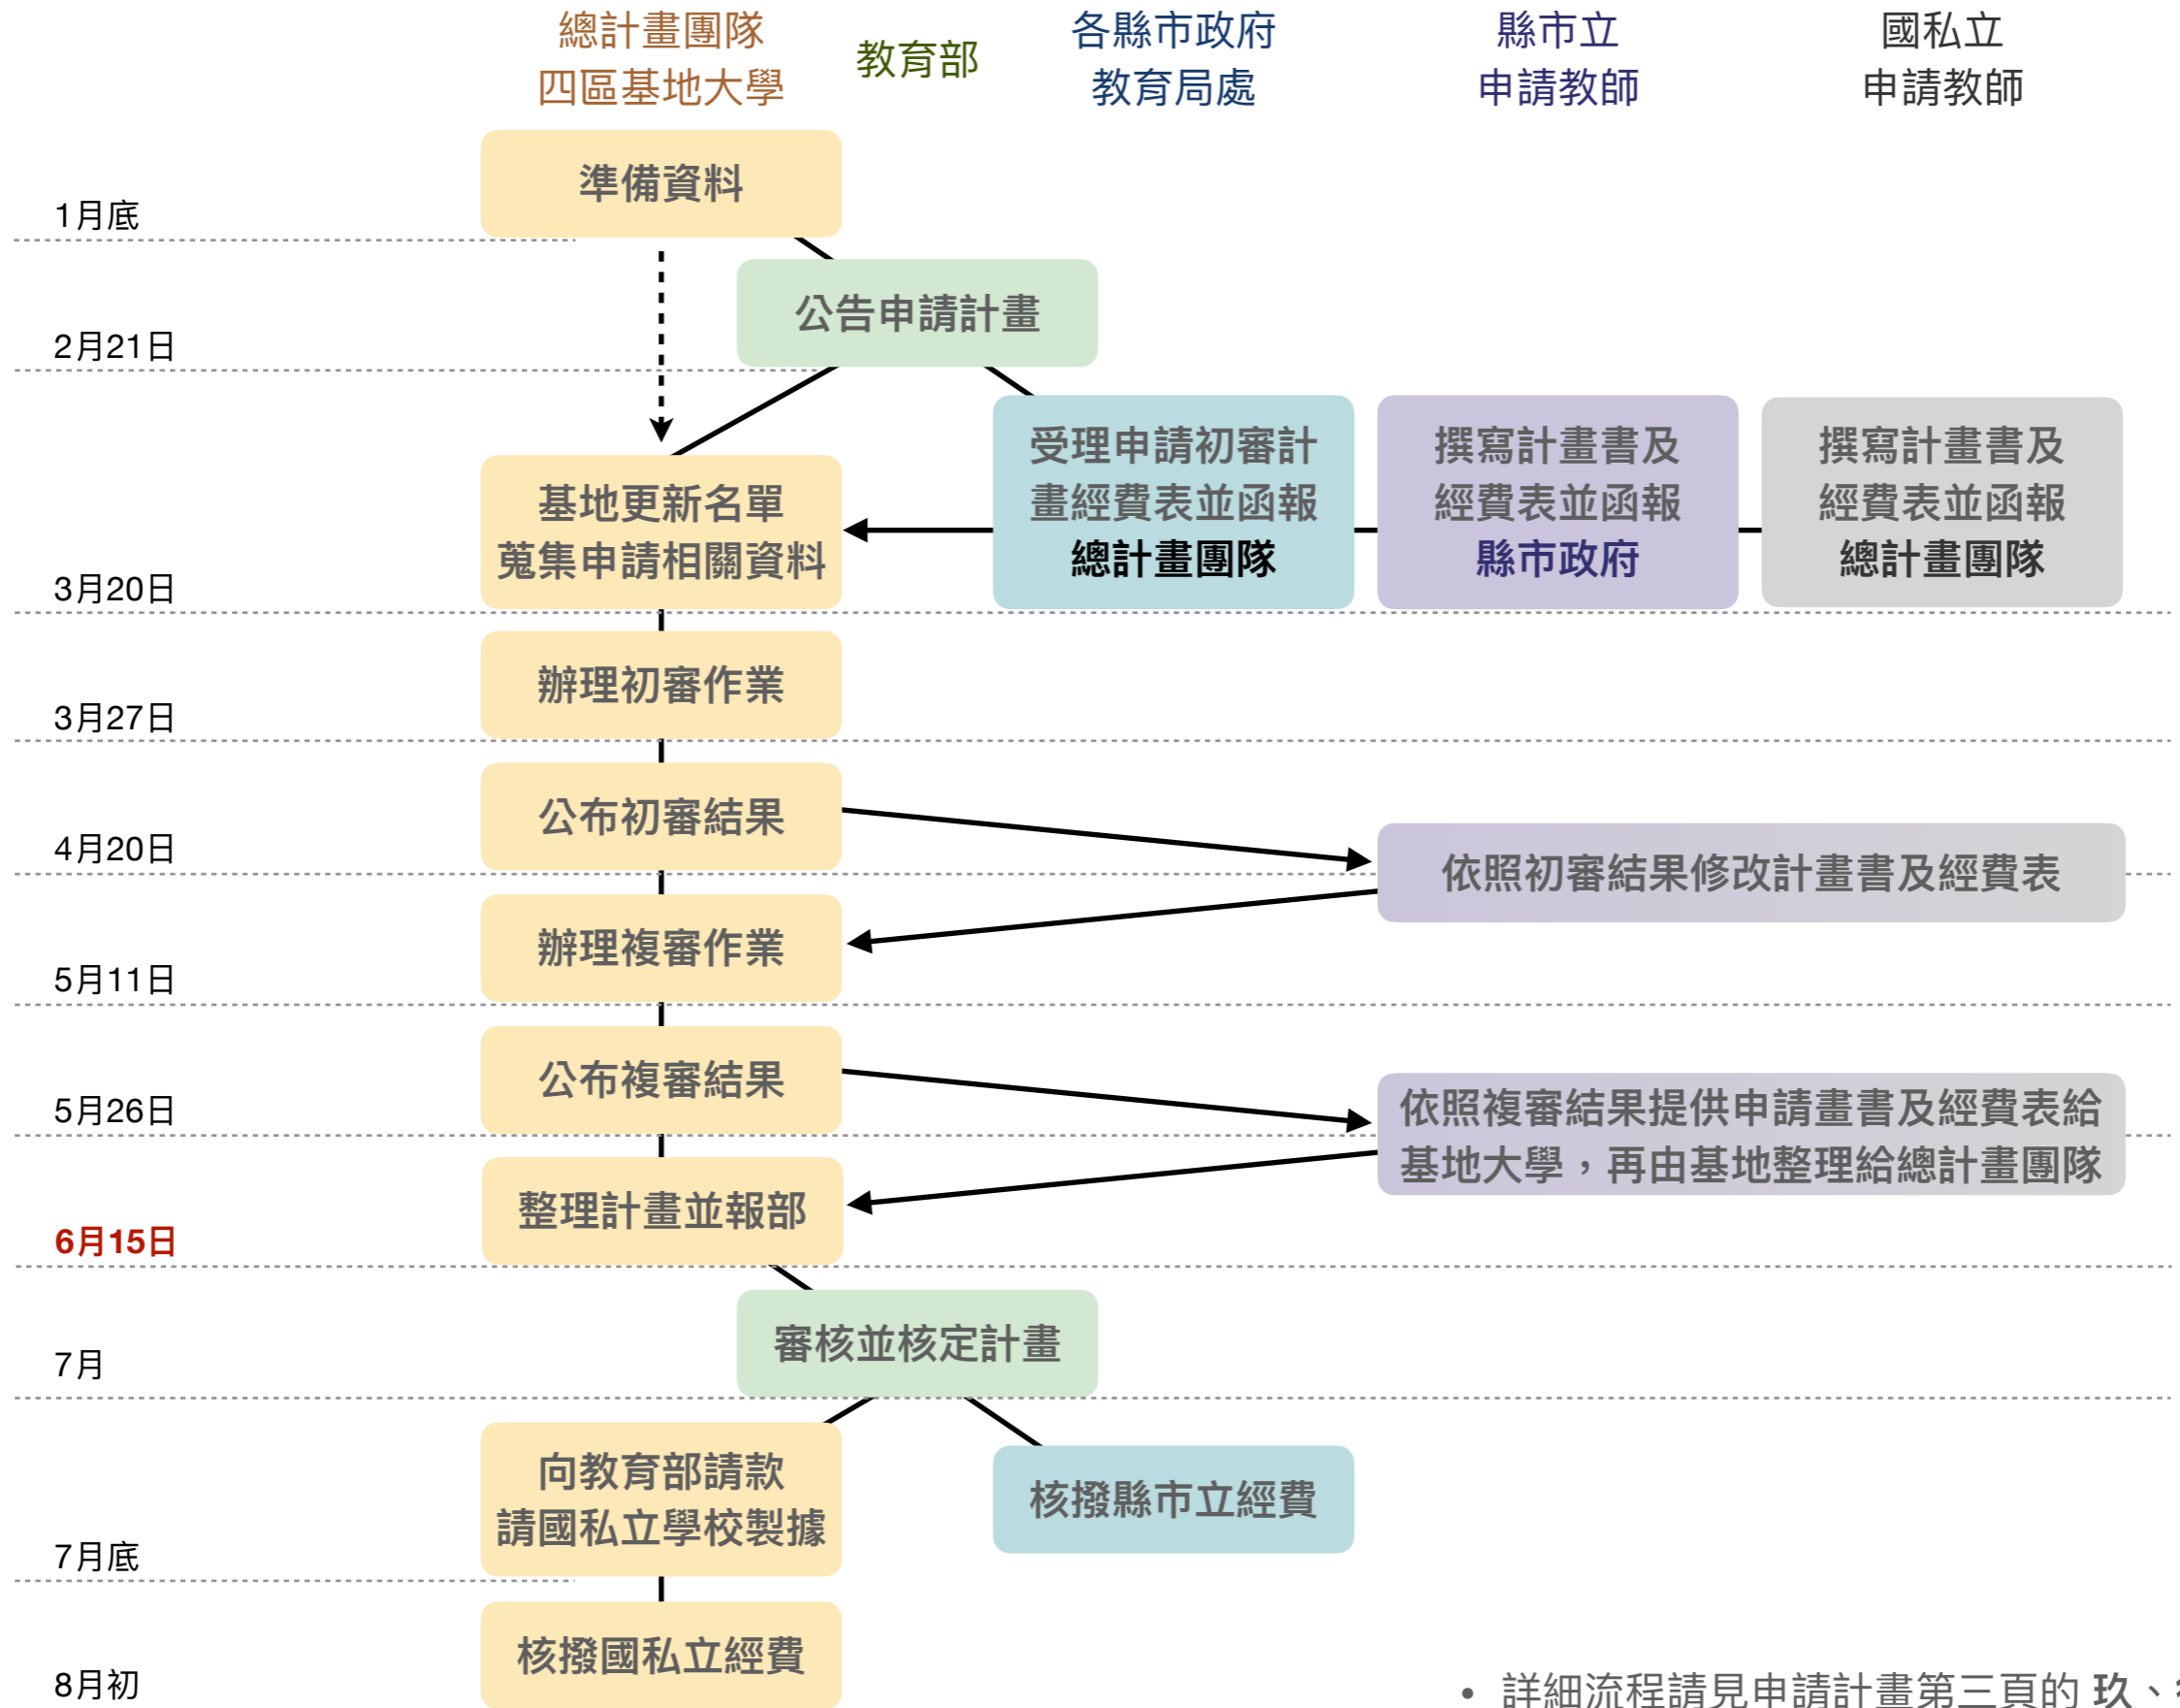 總計畫團隊
四區基地大學
教育部
各縣市政府
教育局處
縣市立
申請教師
國私立
申請教師
準備資料
1月底
公告申請計畫
2月21日
受理申請初審計
畫經費表並函報
總計畫團隊
撰寫計畫書及
經費表並函報
縣市政府
撰寫計畫書及
經費表並函報
總計畫團隊
基地更新名單
蒐集申請相關資料
3月20日
辦理初審作業
3月27日
公布初審結果
4月20日
依照初審結果修改計畫書及經費表
辦理複審作業
5月11日
公布複審結果
5月26日
依照複審結果提供申請畫書及經費表給
基地大學，再由基地整理給總計畫團隊
整理計畫並報部
6月15日
審核並核定計畫
7月
向教育部請款
請國私立學校製據
核撥縣市立經費
7月底
核撥國私立經費
8月初
• 詳細流程請見申請計畫第三頁的 玖、